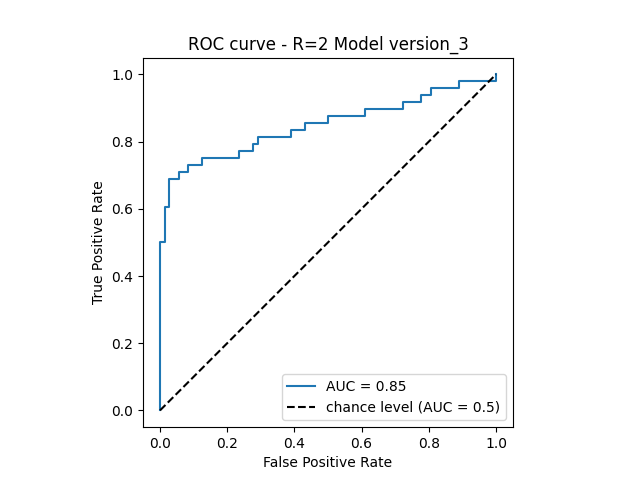 ROC curve - R=2 Model version_3
True Positive Rate
1.0
0.8
0.6
0.4
0.2
0.0
0.0 0.2 0.4 0.6 0.8 1.0
False Positive Rate
AUC = 0.85
chance level (AUC = 0.5)